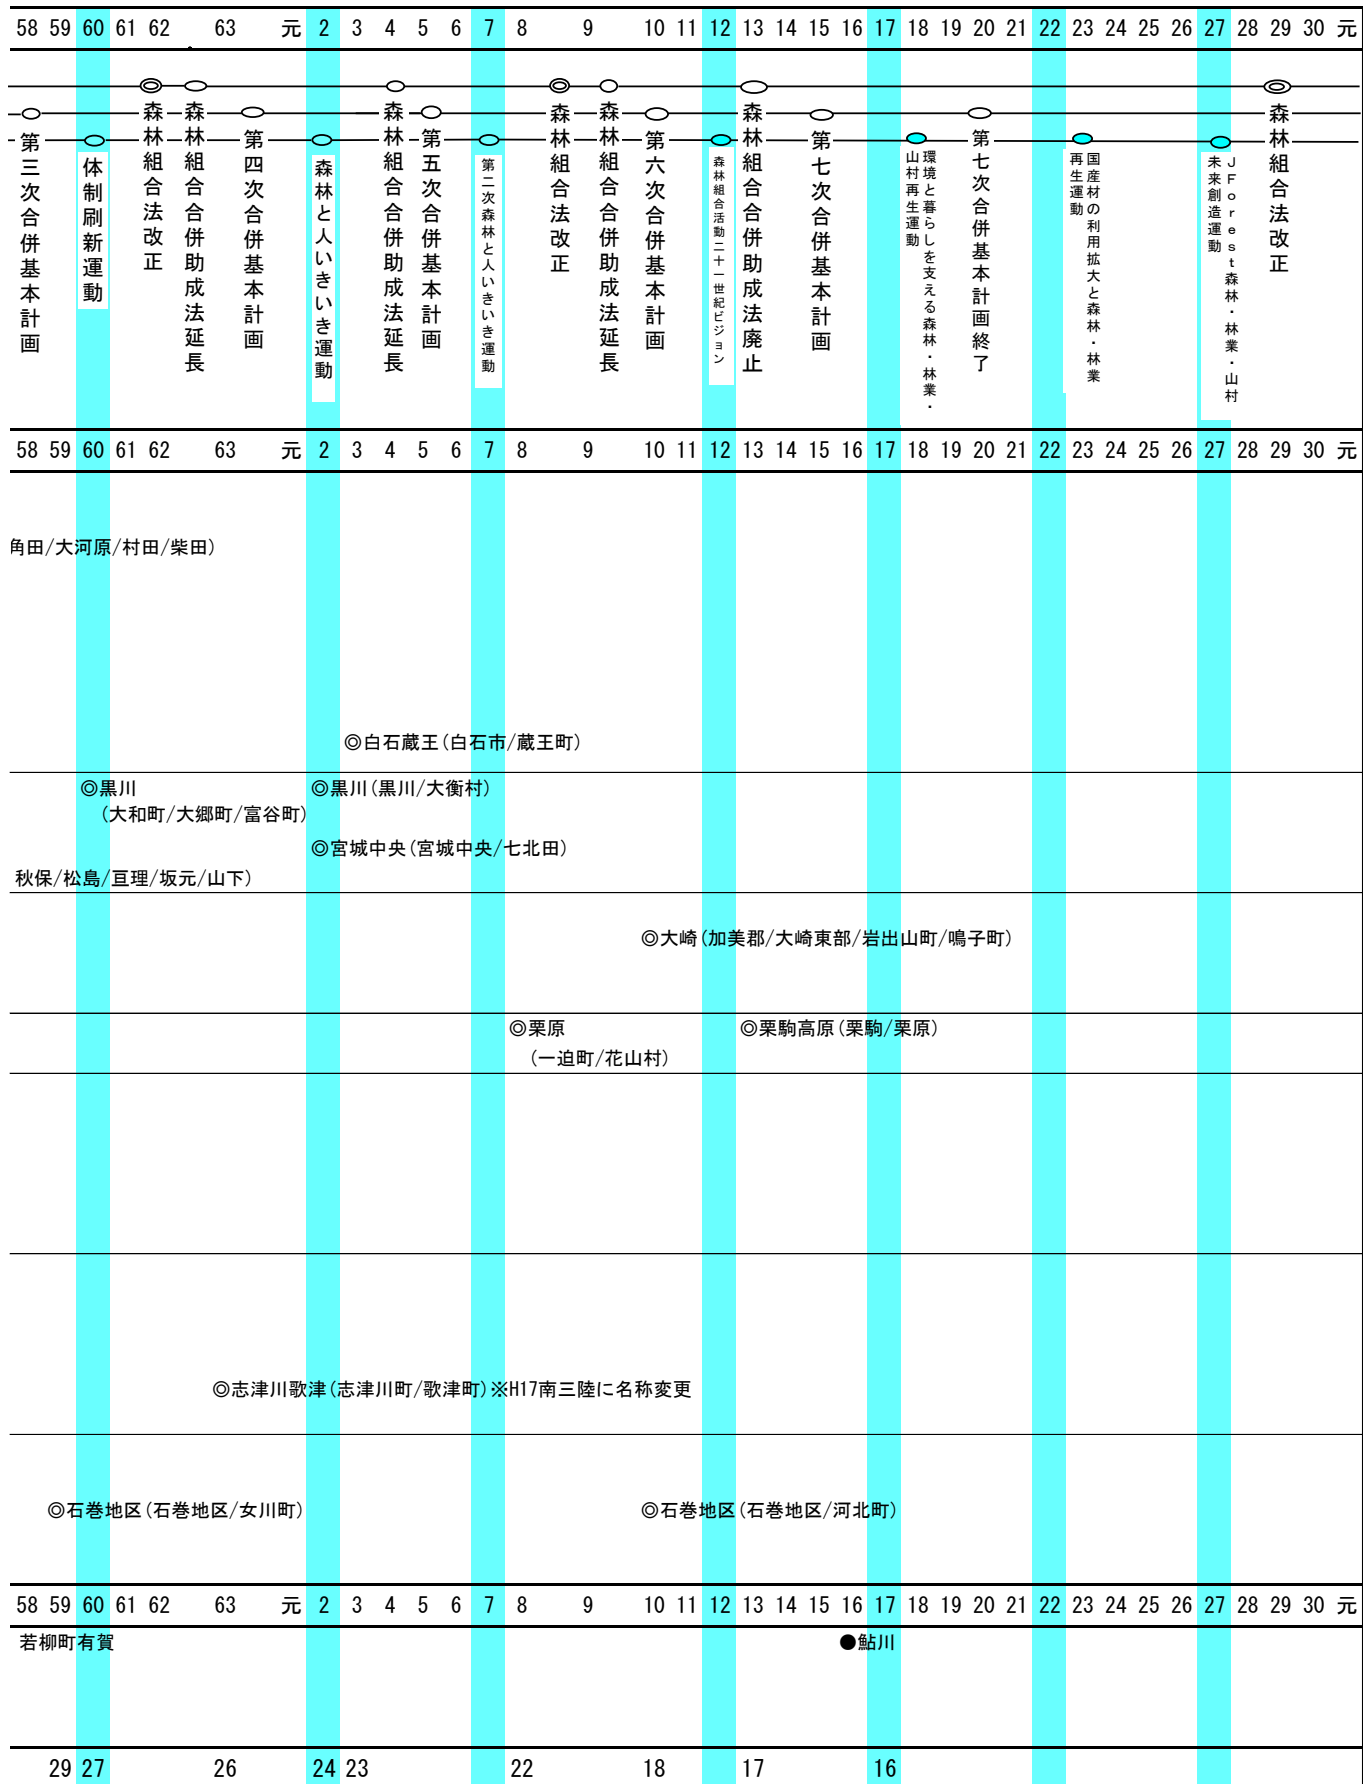 58 59 60 61 62 63 元 2 3 4 5 6 7 8 9 10 11 12 13 14 15 16 17 18 19 20 21 22 23 24 25 26 27 28 29 30 元
第三次合併基本計画
体制刷新運動
森林組合法改正
森林組合合併助成法延長
第四次合併基本計画
森林と人いきいき運動
森林組合合併助成法延長
第五次合併基本計画
第二次森林と人いきいき運動
森林組合法改正
森林組合合併助成法延長
第六次合併基本計画
森林組合活動二十一世紀ビジョン
森林組合合併助成法廃止
第七次合併基本計画
環境と暮らしを支える森林・林業・
山村再生運動
第七次合併基本計画終了
国産材の利用拡大と森林・林業
再生運動
JForest森林・林業・山村
未来創造運動
森林組合法改正
58 59 60 61 62 63 元 2 3 4 5 6 7 8 9 10 11 12 13 14 15 16 17 18 19 20 21 22 23 24 25 26 27 28 29 30 元
角田/大河原/村田/柴田)
◎白石蔵王(白石市/蔵王町)
◎黒川
(大和町/大郷町/富谷町)
◎黒川(黒川/大衡村)
◎宮城中央(宮城中央/七北田)
秋保/松島/亘理/坂元/山下)
◎大崎(加美郡/大崎東部/岩出山町/鳴子町)
◎栗原
(一迫町/花山村)
◎栗駒高原(栗駒/栗原)
◎志津川歌津(志津川町/歌津町)※H17南三陸に名称変更
◎石巻地区(石巻地区/女川町)
◎石巻地区(石巻地区/河北町)
58 59 60 61 62 63 元 2 3 4 5 6 7 8 9 10 11 12 13 14 15 16 17 18 19 20 21 22 23 24 25 26 27 28 29 30 元
若柳町有賀
●鮎川
29 27 26 24 23 22 18 17 16